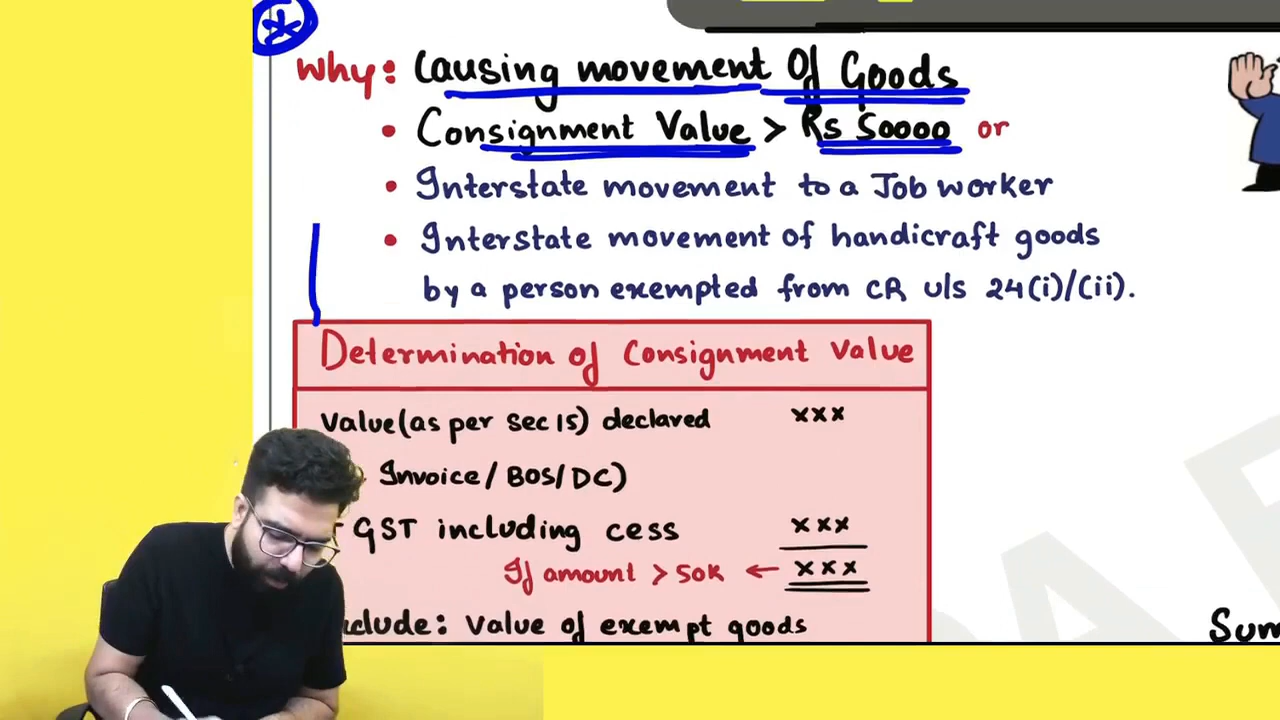 Why: Causing movement Of Goods
• Consignment Value > Rs 50000 or
• Interstate movement to a Job worker
• Interstate movement of handicraft goods
by a person exempted from CR u/s 24(i)/(ii).
Determination of Consignment Value
Value(as per Sec 15) declared xxx
Invoice/BOS/DC)
GST including cess xxx
If amount > 50K ← xxx
Value of exempt goods